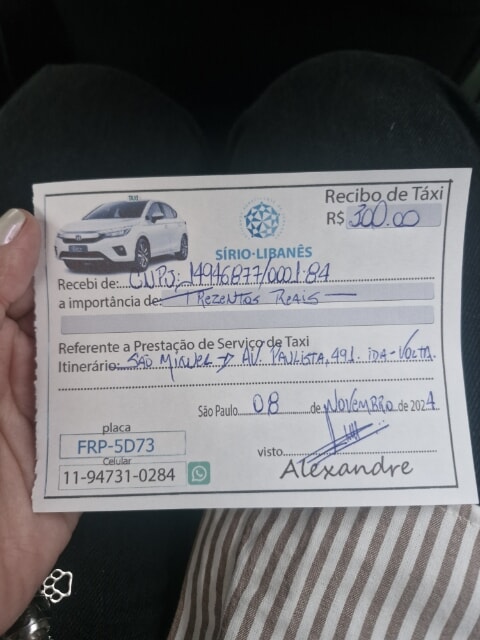 TAXI
Recibo de Táxi
R$ 300.00
SÍRIO-LIBANÊS
Recebi de: CNPJ: 14946877/0001.84
a importância de: TREZENTOS REAIS
Referente a Prestação de Serviço de Taxi
Itinerário: SÃO MIGUEL → AV. PAULISTA, 491. IDA-VOLTA.
São Paulo 08 de NOVEMBRO de 2024
placa
FRP-5D73
Celular
11-94731-0284
visto
Alexandre